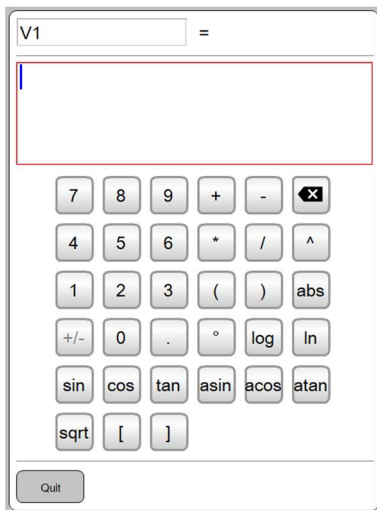 V1 =
7 8 9 + -
4 5 6 * / ^
1 2 3 ( ) abs
+/- 0 . ° log ln
sin cos tan asin acos atan
sqrt [ ]
Quit